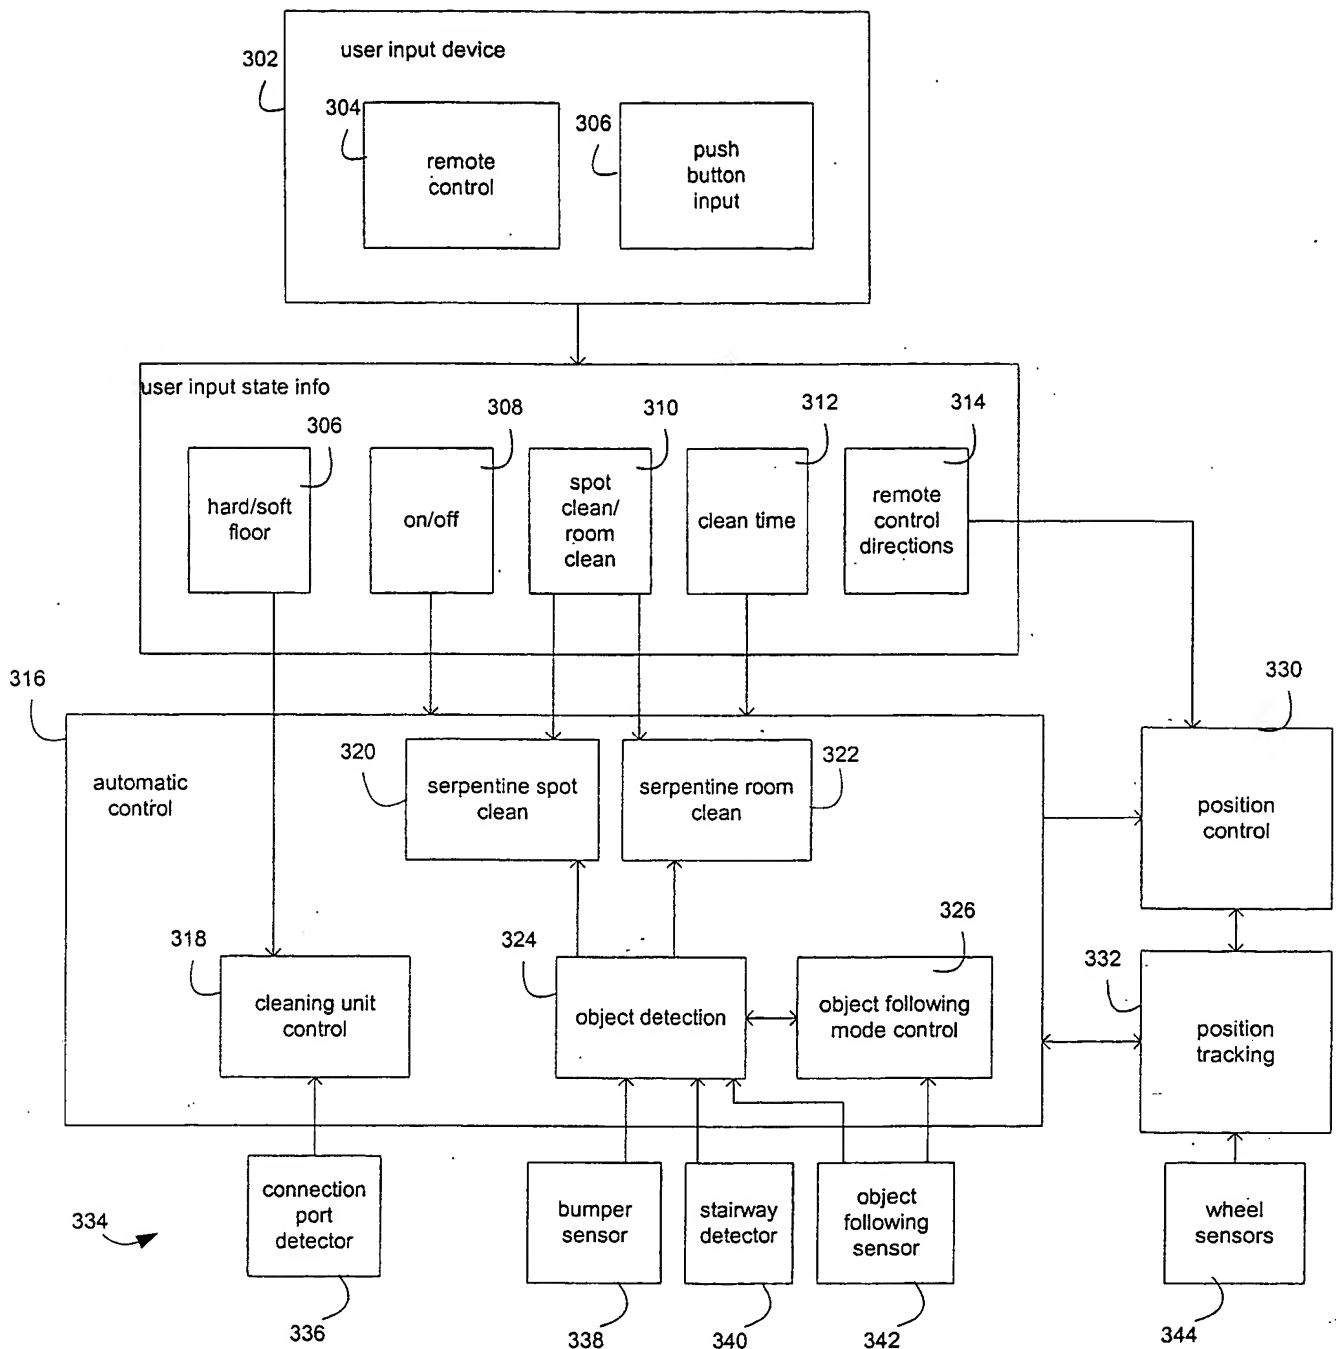 user input device
302
304
306
remote
control
push
button
input
user input state info
306
308
310
312
314
hard/soft
floor
on/off
spot
clean/
room
clean
clean time
remote
control
directions
316
330
automatic
control
320
serpentine spot
clean
serpentine room
clean
322
position
control
318
324
326
332
cleaning unit
control
object detection
object following
mode control
position
tracking
334
connection
port
detector
bumper
sensor
stairway
detector
object
following
sensor
wheel
sensors
336
338
340
342
344